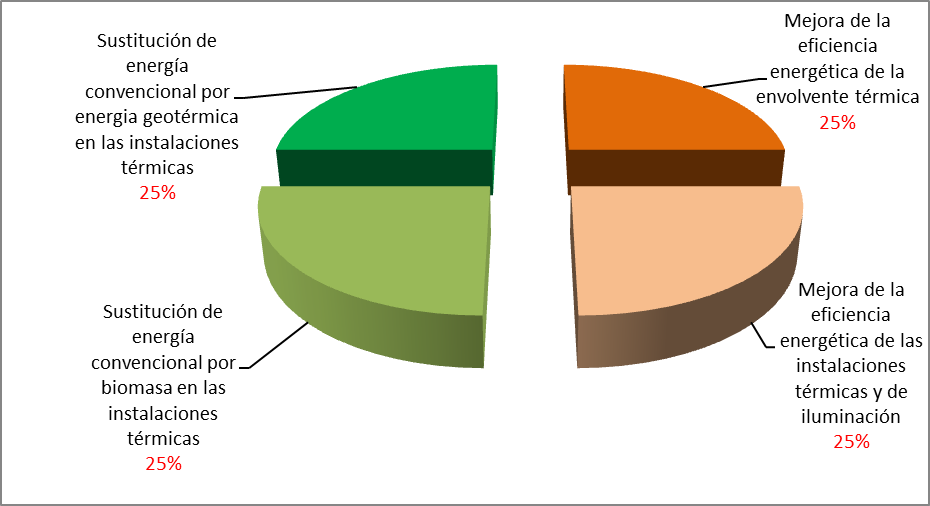 Sustitución de
energía
convencional por
energia geotérmica
en las instalaciones
térmicas
25%
Mejora de la
eficiencia
energética de la
envolvente térmica
25%
Sustitución de
energía
convencional por
biomasa en las
instalaciones
térmicas
25%
Mejora de la
eficiencia
energética de las
instalaciones
térmicas y de
iluminación
25%